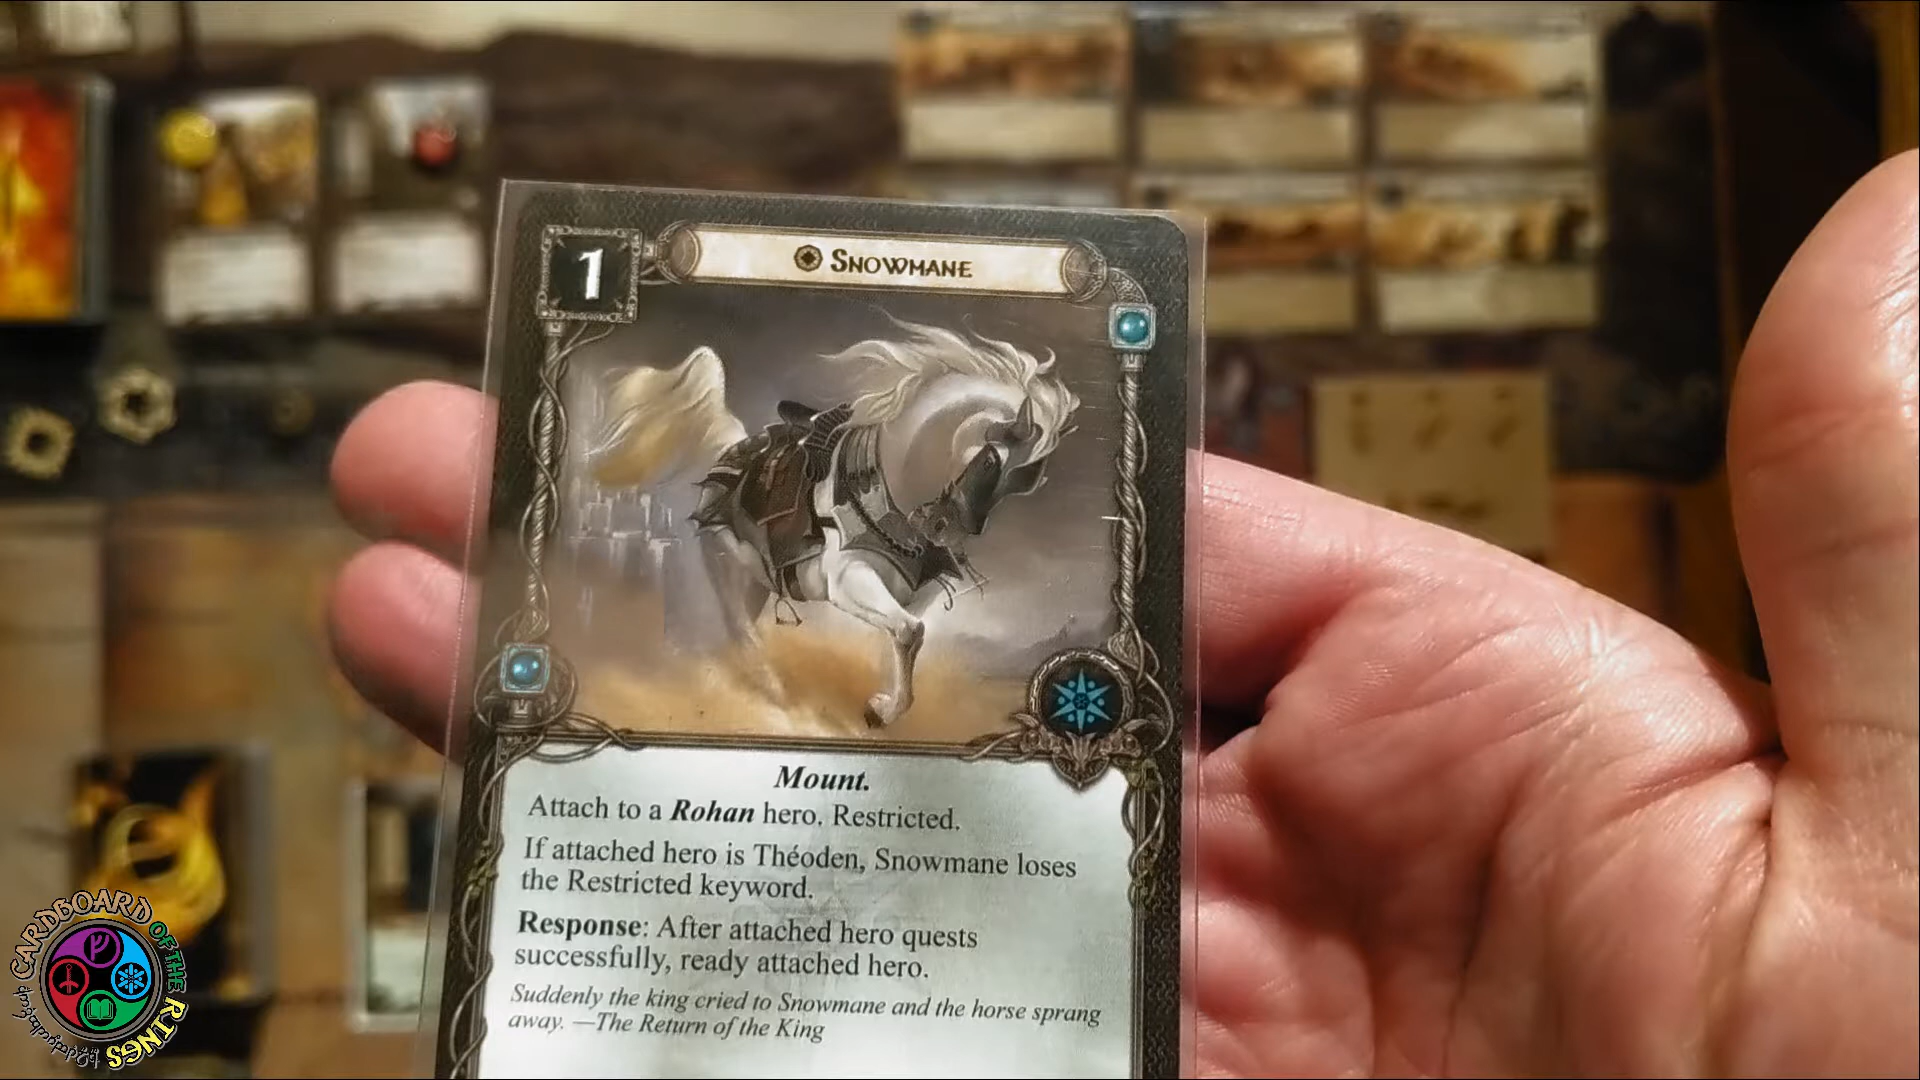 1
SNOWMANE
Mount.
Attach to a Rohan hero. Restricted.
If attached hero is Théoden, Snowmane loses
the Restricted keyword.
Response: After attached hero quests
successfully, ready attached hero.
Suddenly the king cried to Snowmane and the horse sprang
away. —The Return of the King
CARDBOARD OF THE RINGS